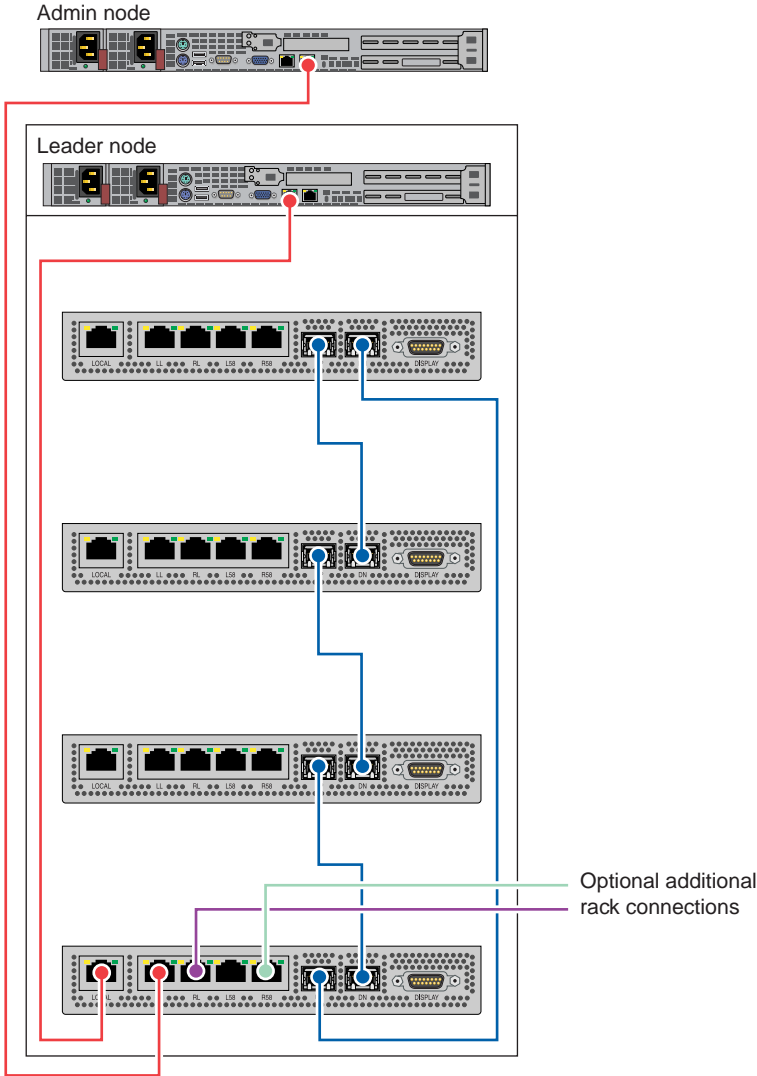 Admin node
Leader node
LOCAL LL RL L58 R58 DISPLAY
LOCAL LL RL L58 R58 DN DISPLAY
LOCAL LL RL L58 R58 DN DISPLAY
Optional additional
rack connections
RL L58 R58 DN DISPLAY